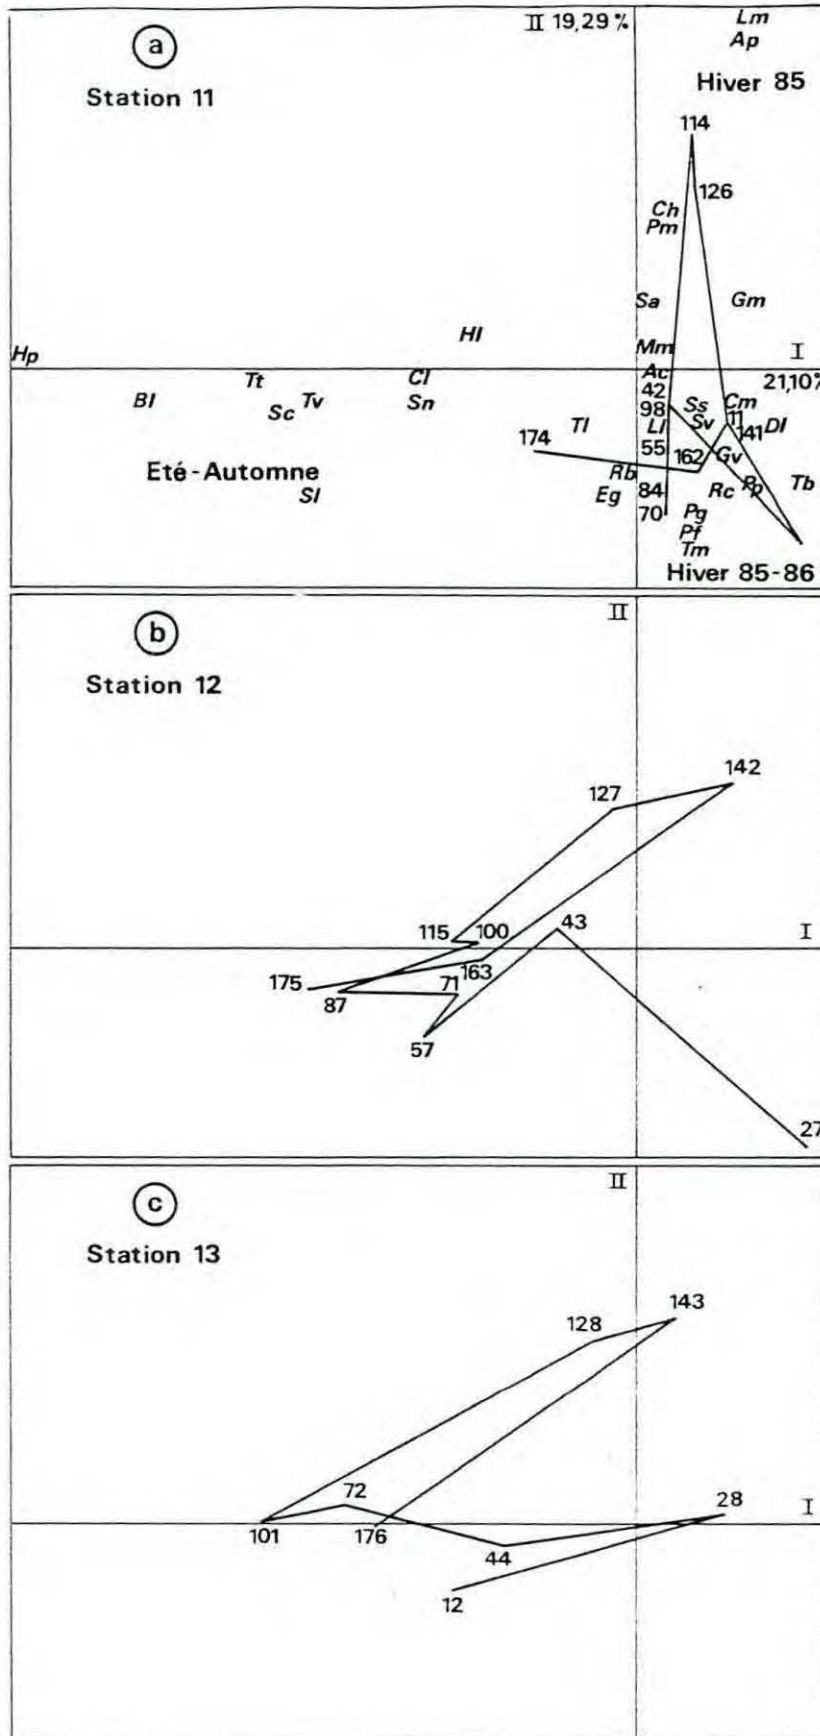 II 19,29 %
Lm
Ap
a
Station 11
Hiver 85
114
126
Ch
Pm
Sa
Gm
Hl
Mm
I
Hp
Tt
Cl
Ac
21,10%
Bl
Sc
Tv
Sn
42
98
Ss
Cm
Tl
Ll
Sv
11
141
Dl
174
55
162
Gv
Eté-Automne
Rb
Sl
Eg
84
Rc
Pp
Tb
70
Pg
Pf
Tm
Hiver 85-86
II
b
Station 12
142
127
115
100
43
I
175
87
71
163
57
27
II
c
Station 13
143
128
72
28
I
101
176
44
12